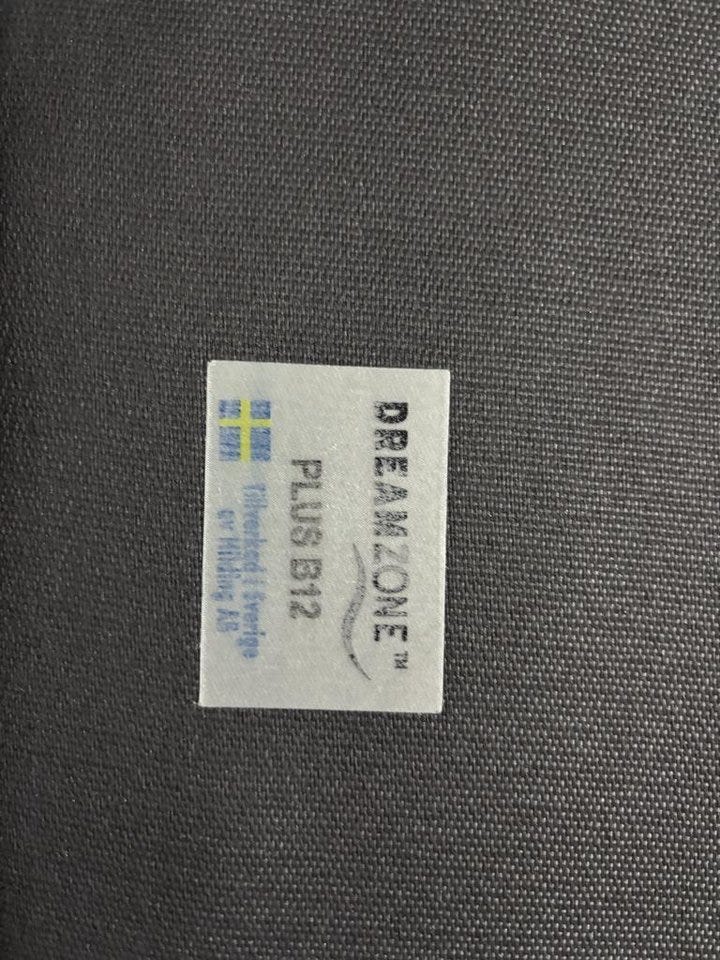 DREAMZONE™
PLUS B12
Tillverkad i Sverige
av Hilding AB